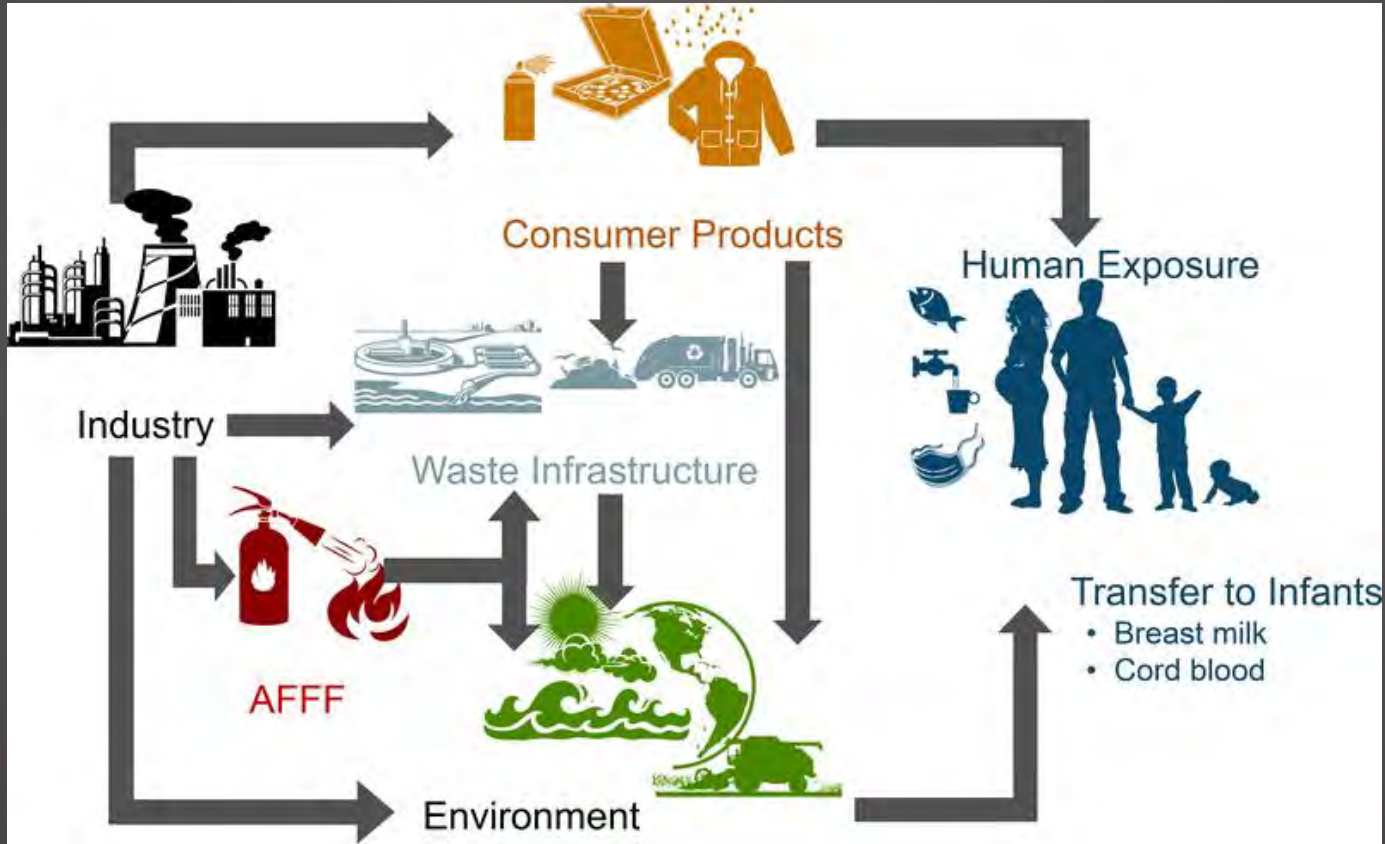 Consumer Products
Human Exposure
Industry
Waste Infrastructure
Transfer to Infants
• Breast milk
• Cord blood
AFFF
Environment